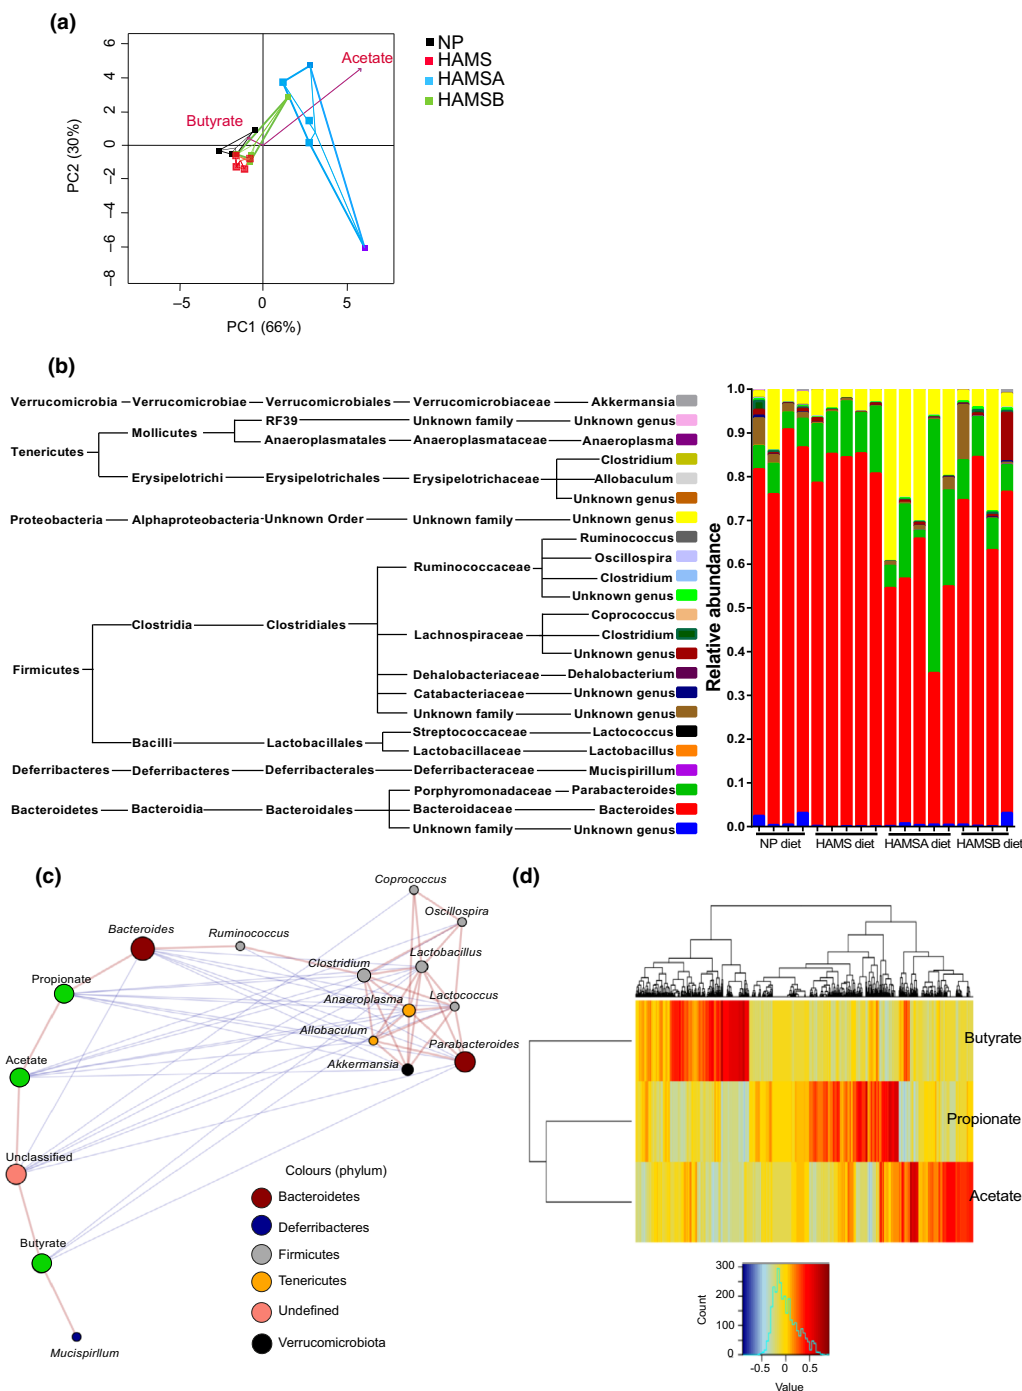 (a)
NP
HAMS
HAMSA
HAMSB
Acetate
Butyrate
PC2 (30%)
6
4
2
0
−2
−4
−6
−8
−5
0
5
PC1 (66%)
(b)
Verrucomicrobia Verrucomicrobiae Verrucomicrobiales Verrucomicrobiaceae Akkermansia
RF39 Unknown family Unknown genus
Mollicutes
Anaeroplasmatales Anaeroplasmataceae Anaeroplasma
Tenericutes
Clostridium
Erysipelotrichi Erysipelotrichales Erysipelotrichaceae Allobaculum
Unknown genus
Proteobacteria Alphaproteobacteria Unknown Order Unknown family Unknown genus
Ruminococcus
Oscillospira
Ruminococcaceae
Clostridium
Unknown genus
Coprococcus
Clostridia Clostridiales
Lachnospiraceae Clostridium
Unknown genus
Firmicutes
Dehalobacteriaceae Dehalobacterium
Catabacteriaceae Unknown genus
Unknown family Unknown genus
Streptococcaceae Lactococcus
Bacilli Lactobacillales
Lactobacillaceae Lactobacillus
Deferribacteres Deferribacteres Deferribacterales Deferribacteraceae Mucispirillum
Porphyromonadaceae Parabacteroides
Bacteroidetes Bacteroidia Bacteroidales Bacteroidaceae Bacteroides
Unknown family Unknown genus
Relative abundance
1.0
0.9
0.8
0.7
0.6
0.5
0.4
0.3
0.2
0.1
0.0
NP diet HAMS diet HAMSA diet HAMSB diet
(c)
Coprococcus
Oscillospira
Bacteroides
Ruminococcus
Lactobacillus
Clostridium
Propionate
Anaeroplasma
Lactococcus
Allobaculum
Parabacteroides
Acetate
Akkermansia
Unclassified
Butyrate
Mucispirllum
Colours (phylum)
Bacteroidetes
Deferribacteres
Firmicutes
Tenericutes
Undefined
Verrucomicrobiota
(d)
Butyrate
Propionate
Acetate
Count
300
200
100
0
-0.5 0 0.5
Value